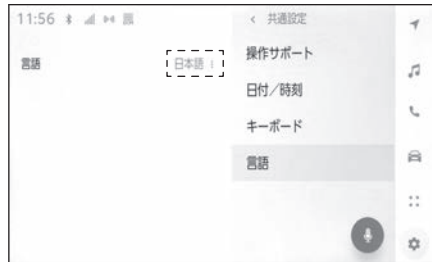 11:56
言語
日本語
共通設定
操作サポート
日付／時刻
キーボード
言語